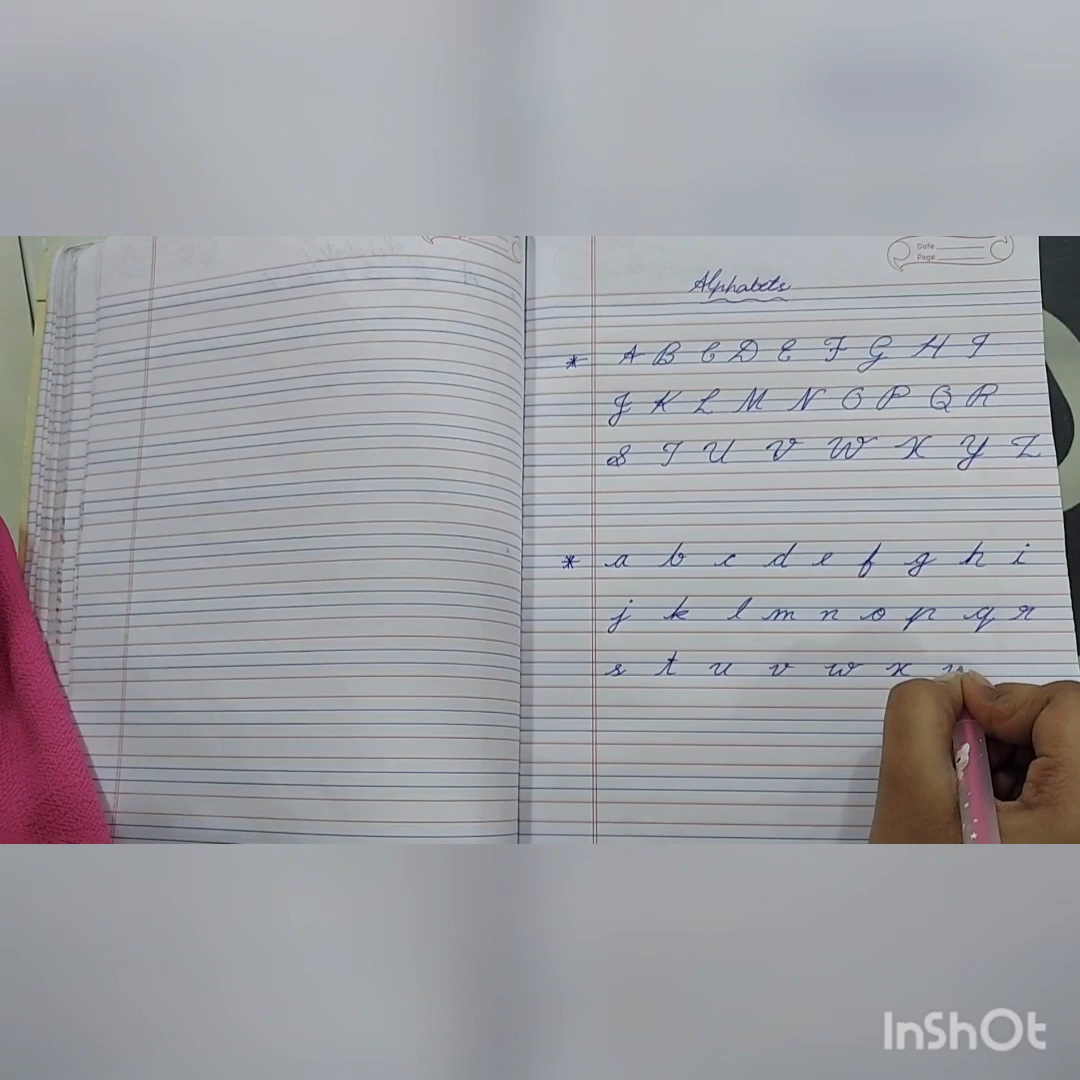 Date
Page
Alphabets
* A B C D E F G H I
J K L M N O P Q R
S T U V W X Y Z
* a b c d e f g h i
j k l m n o p q r
s t u v w x y
InShOt